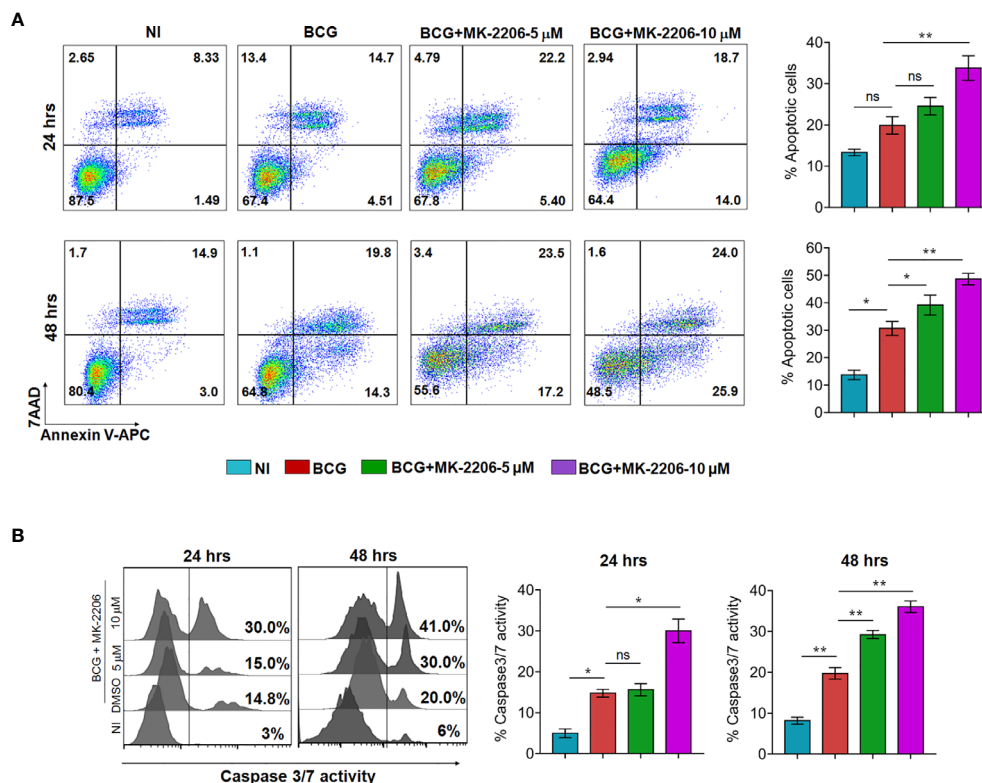 A
NI BCG BCG+MK-2206-5 µM BCG+MK-2206-10 µM
24 hrs
2.65 8.33 13.4 14.7 4.79 22.2 2.94 18.7
87.5 1.49 67.4 4.51 67.8 5.40 64.4 14.0
% Apoptotic cells
40
30
20
10
0
ns ns **
48 hrs
1.7 14.9 1.1 19.8 3.4 23.5 1.6 24.0
80.4 3.0 64.8 14.3 55.6 17.2 48.5 25.9
% Apoptotic cells
60
50
40
30
20
10
0
* * **
7AAD
Annexin V-APC
NI BCG BCG+MK-2206-5 µM BCG+MK-2206-10 µM
B
24 hrs 48 hrs
BCG + MK-2206
10 µM 30.0% 41.0%
5 µM 15.0% 30.0%
DMSO 14.8% 20.0%
NI 3% 6%
Caspase 3/7 activity
24 hrs
% Caspase3/7 activity
40
30
20
10
0
* ns *
48 hrs
% Caspase3/7 activity
40
30
20
10
0
** ** **